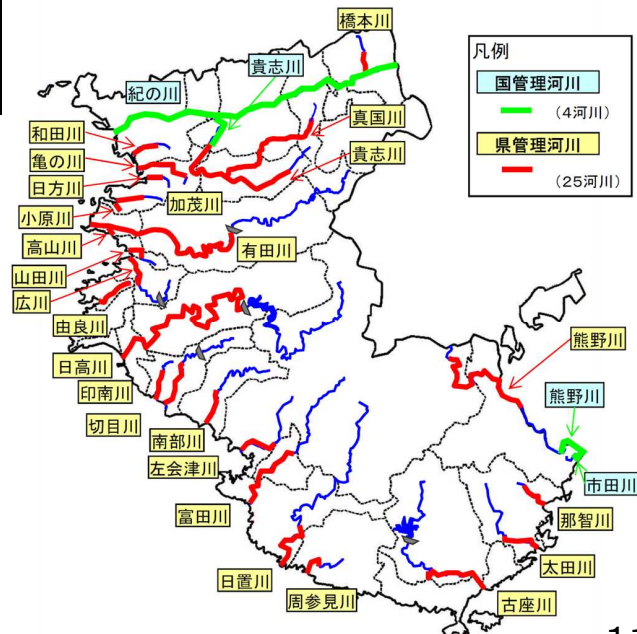 橋本川
貴志川
紀の川
凡例
国管理河川
(4河川)
県管理河川
(25河川)
和田川
真国川
亀の川
貴志川
日方川
加茂川
小原川
高山川
有田川
山田川
広川
由良川
熊野川
日高川
熊野川
印南川
切目川
南部川
左会津川
市田川
富田川
那智川
太田川
日置川
周参見川
古座川